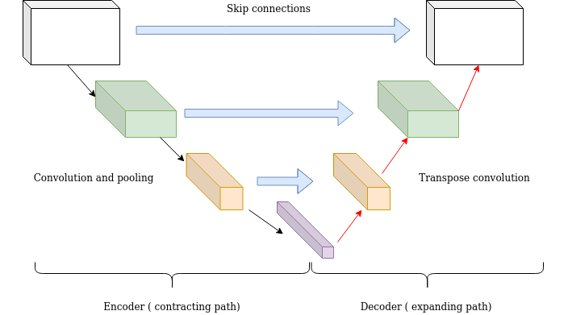 Skip connections
Convolution and pooling
Transpose convolution
Encoder ( contracting path)
Decoder ( expanding path)